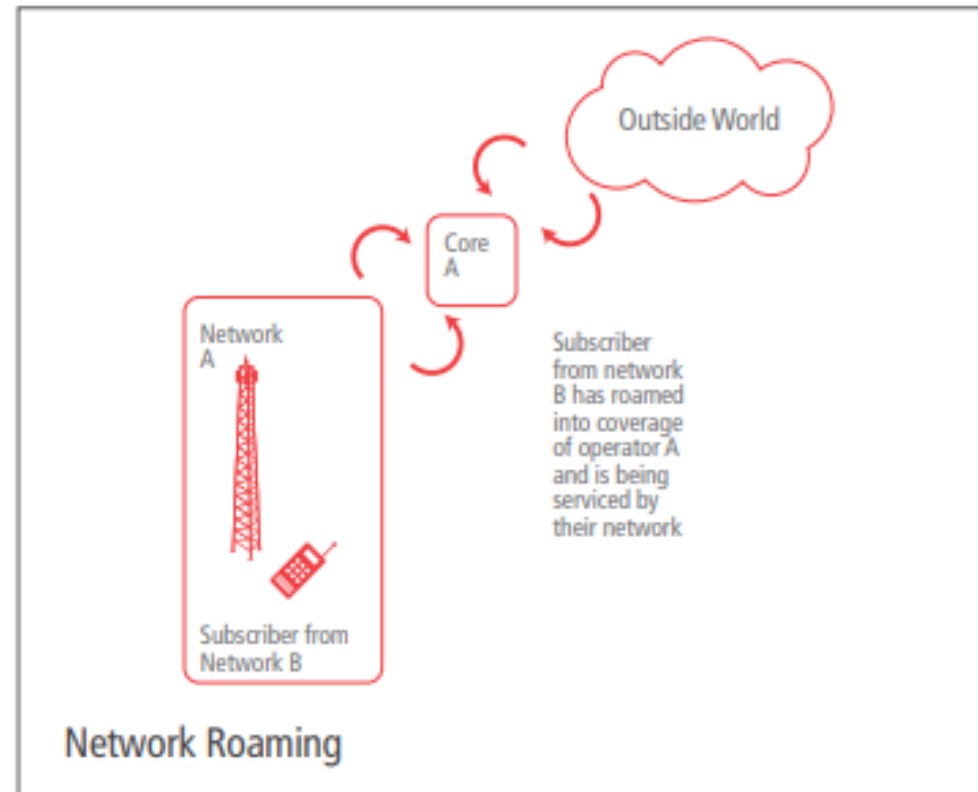 Outside World
Core
A
Network
A
Subscriber
from network
B has roamed
into coverage
of operator A
and is being
serviced by
their network
Subscriber from
Network B
Network Roaming